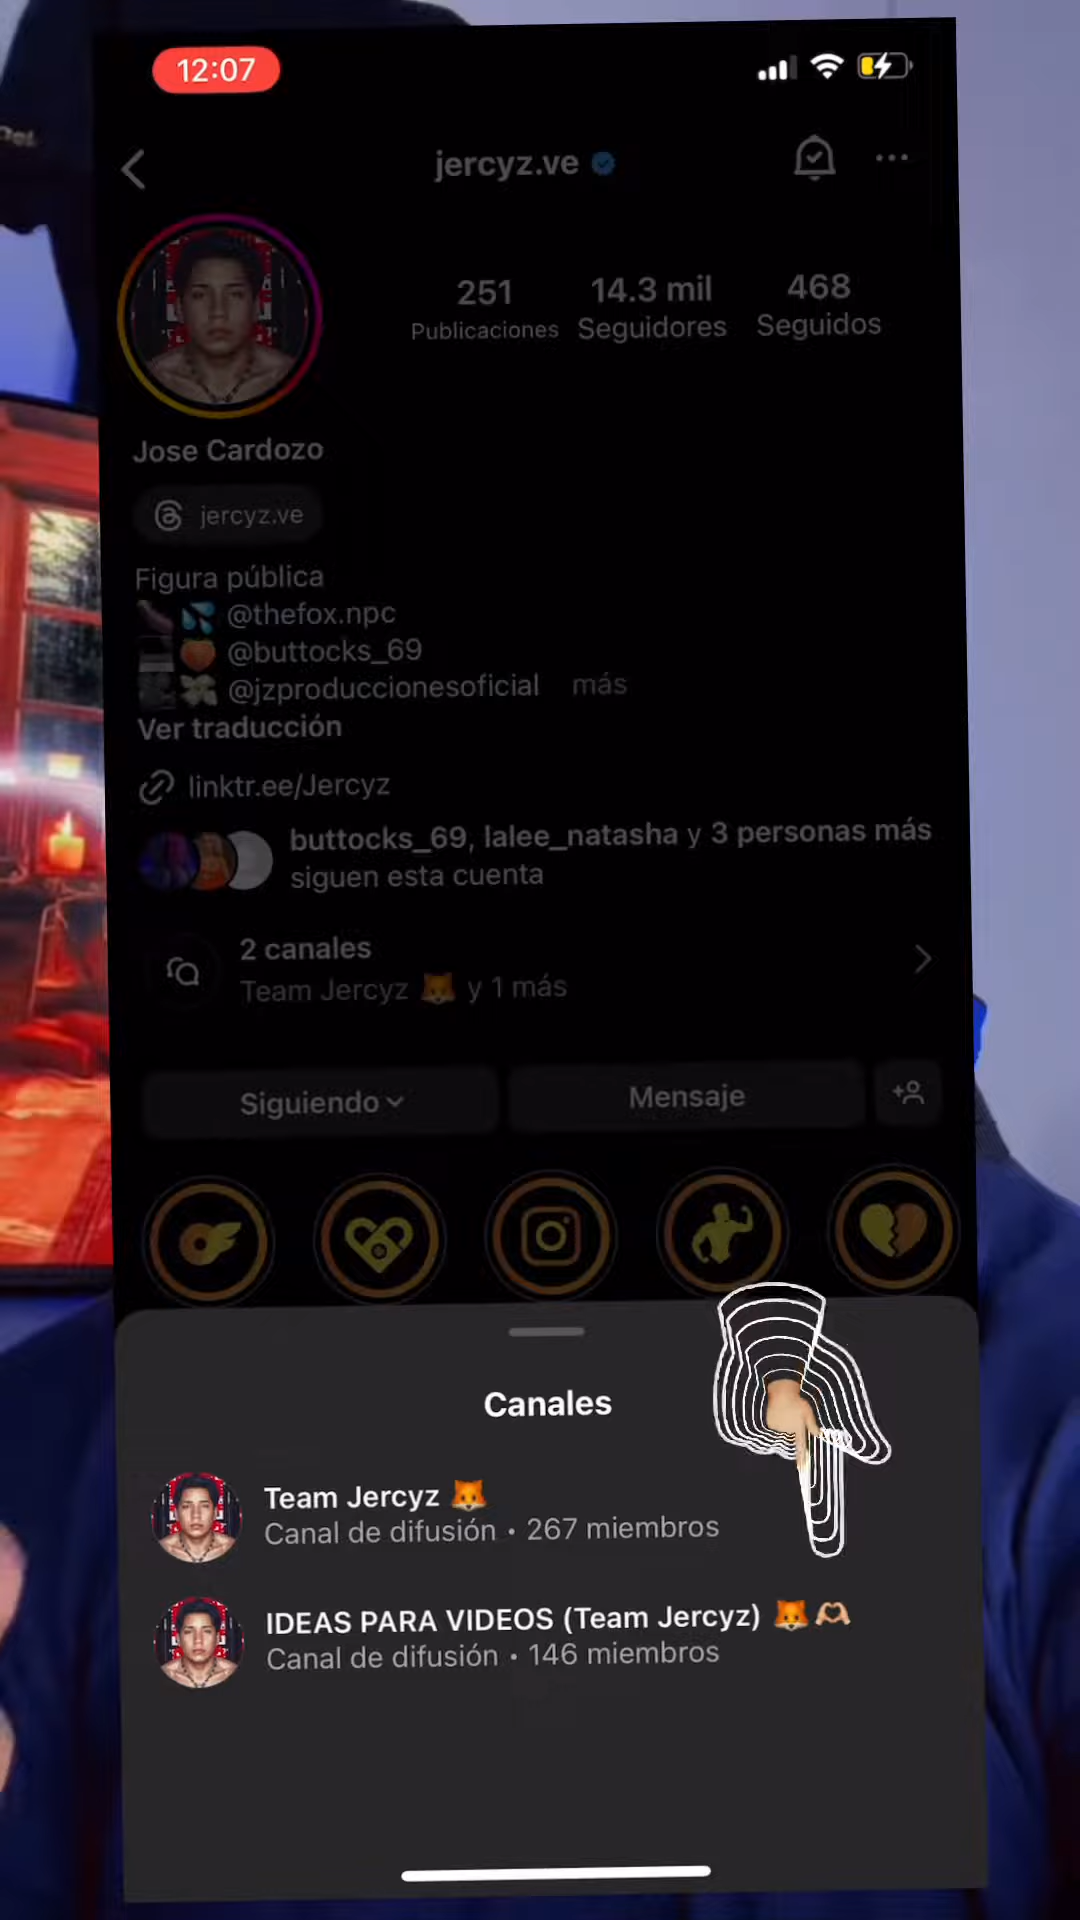 12:07
jercyz.ve
251
Publicaciones
14.3 mil
Seguidores
468
Seguidos
Jose Cardozo
jercyz.ve
Figura pública
@thefox.npc
@buttocks_69
@jzproduccionesoficial más
Ver traducción
linktr.ee/Jercyz
buttocks_69, lalee_natasha y 3 personas más
siguen esta cuenta
2 canales
Team Jercyz 🦊 y 1 más
Siguiendo
Mensaje
Canales
Team Jercyz 🦊
Canal de difusión • 267 miembros
IDEAS PARA VIDEOS (Team Jercyz) 🦊🫶🏼
Canal de difusión • 146 miembros